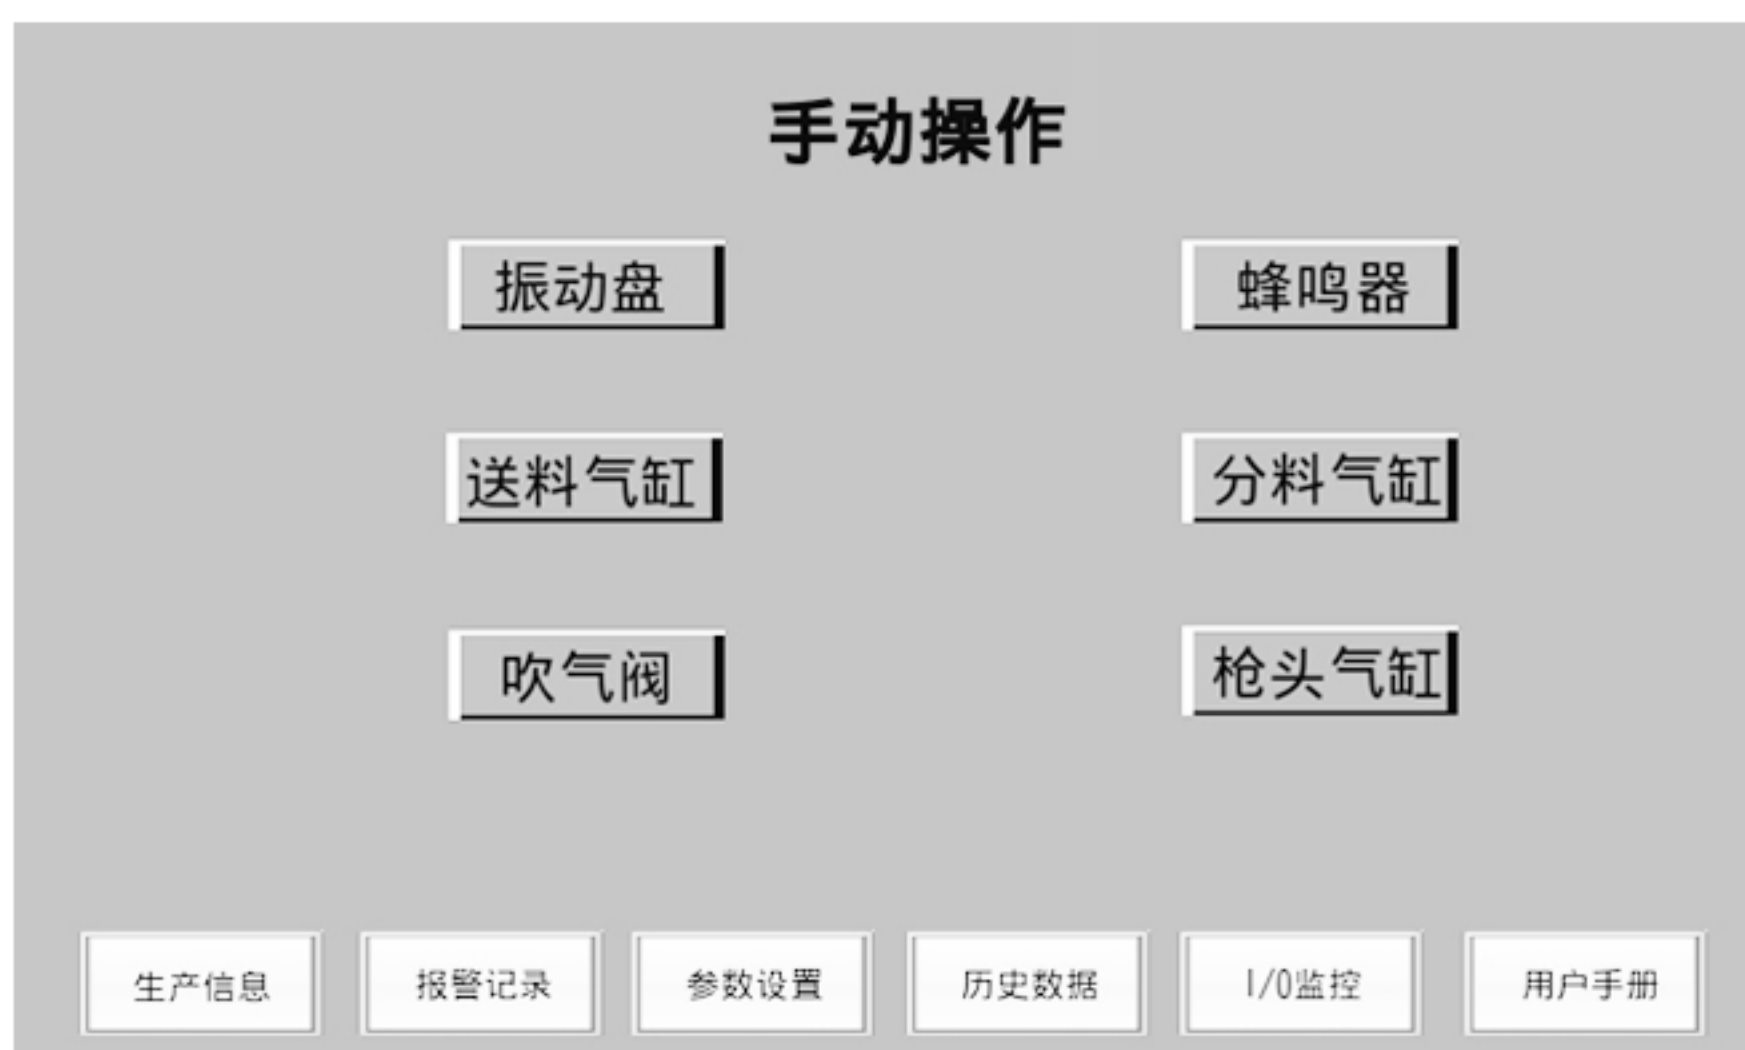 手动操作
振动盘 蜂鸣器
送料气缸 分料气缸
吹气阀 枪头气缸
生产信息 报警记录 参数设置 历史数据 I/O监控 用户手册